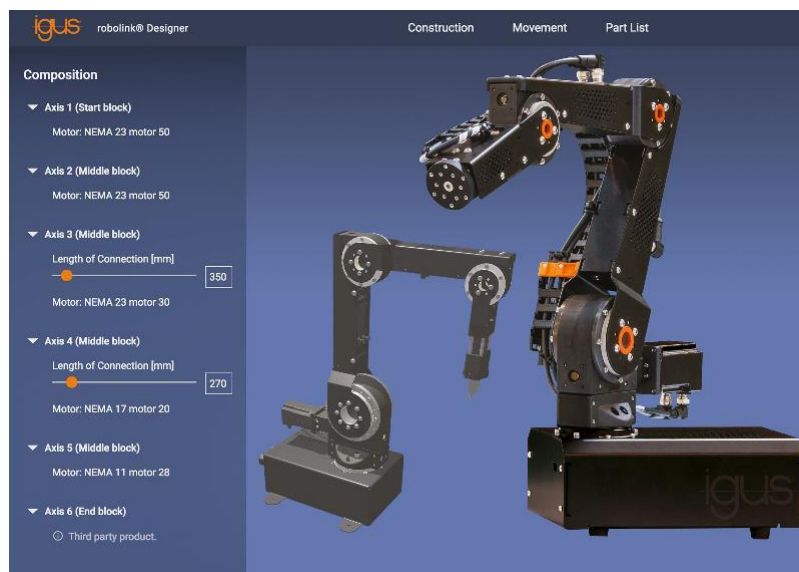 igus robolink® Designer Construction Movement Part List
Composition
Axis 1 (Start block)
Motor: NEMA 23 motor 50
Axis 2 (Middle block)
Motor: NEMA 23 motor 50
Axis 3 (Middle block)
Length of Connection [mm]
350
Motor: NEMA 23 motor 30
Axis 4 (Middle block)
Length of Connection [mm]
270
Motor: NEMA 17 motor 20
Axis 5 (Middle block)
Motor: NEMA 11 motor 28
Axis 6 (End block)
Third party product.
igus